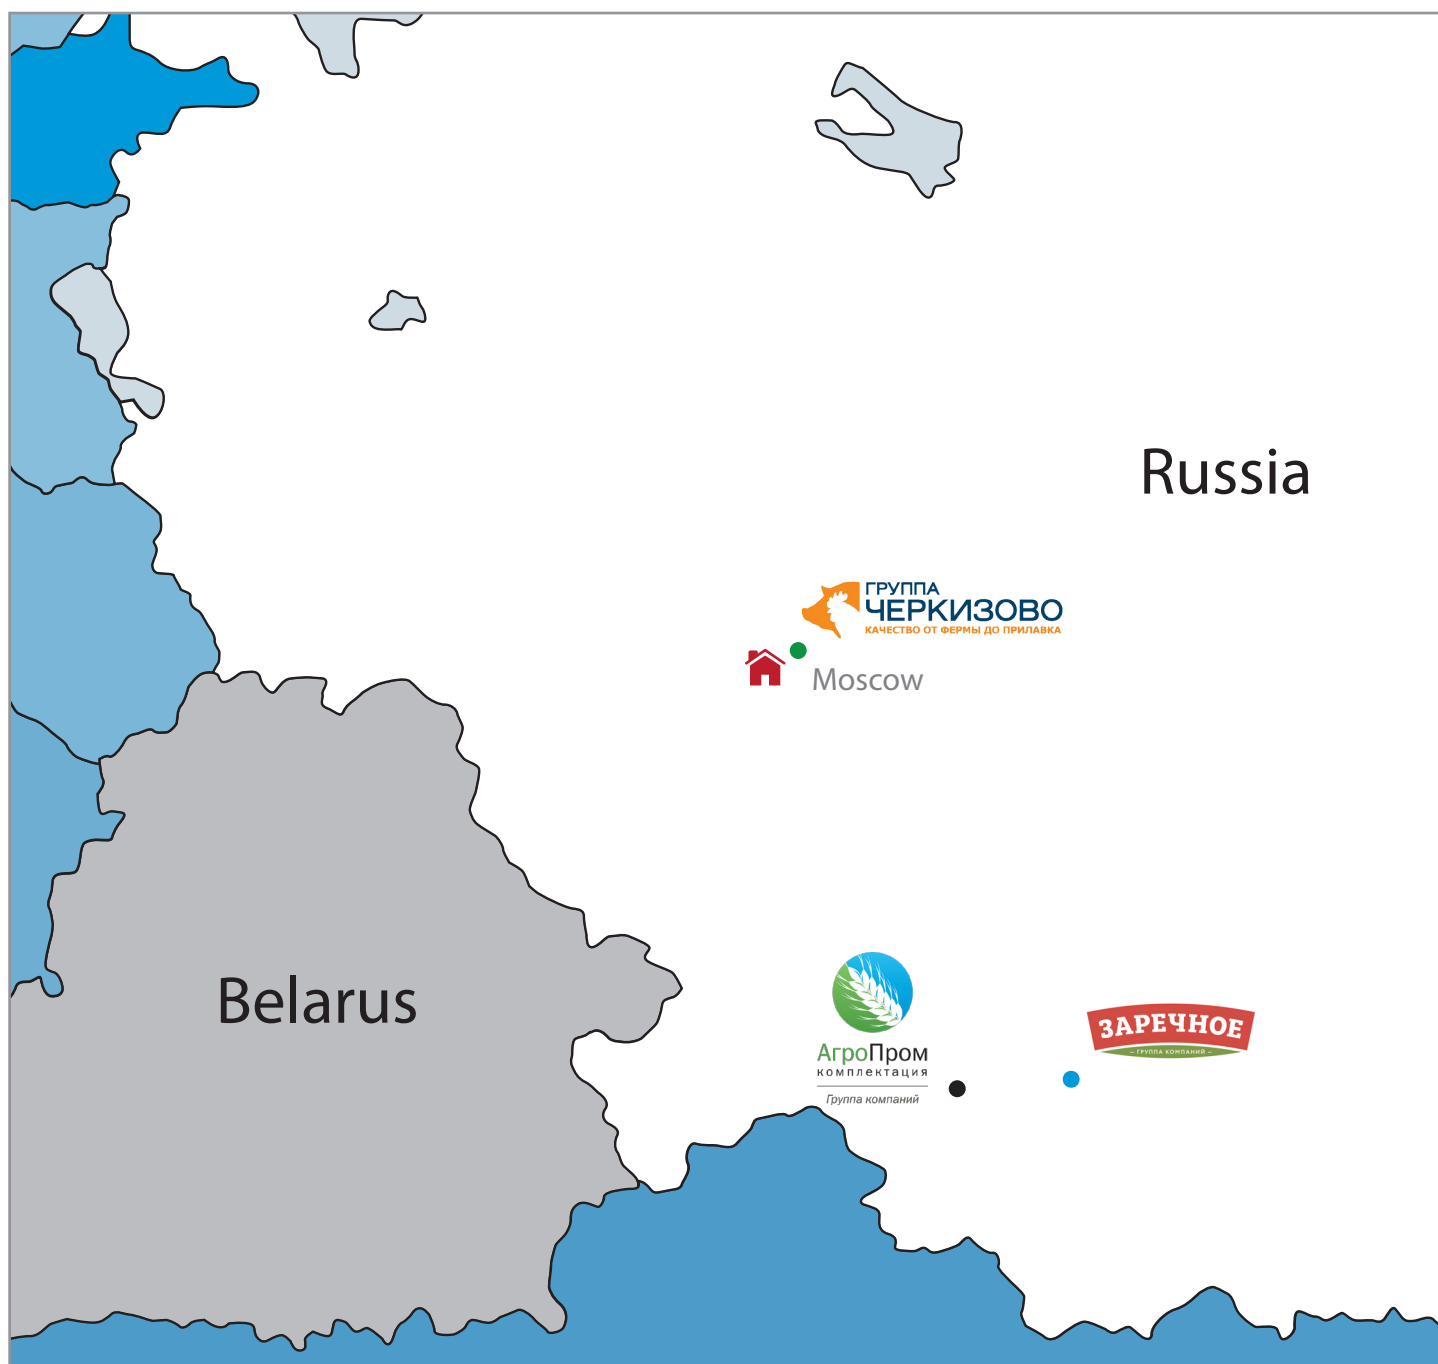 Russia
ГРУППА
ЧЕРКИЗОВО
КАЧЕСТВО ОТ ФЕРМЫ ДО ПРИЛАВКА
Moscow
Belarus
АгроПром
комплектация
Группа компаний
ЗАРЕЧНОЕ
– ГРУППА КОМПАНИЙ –